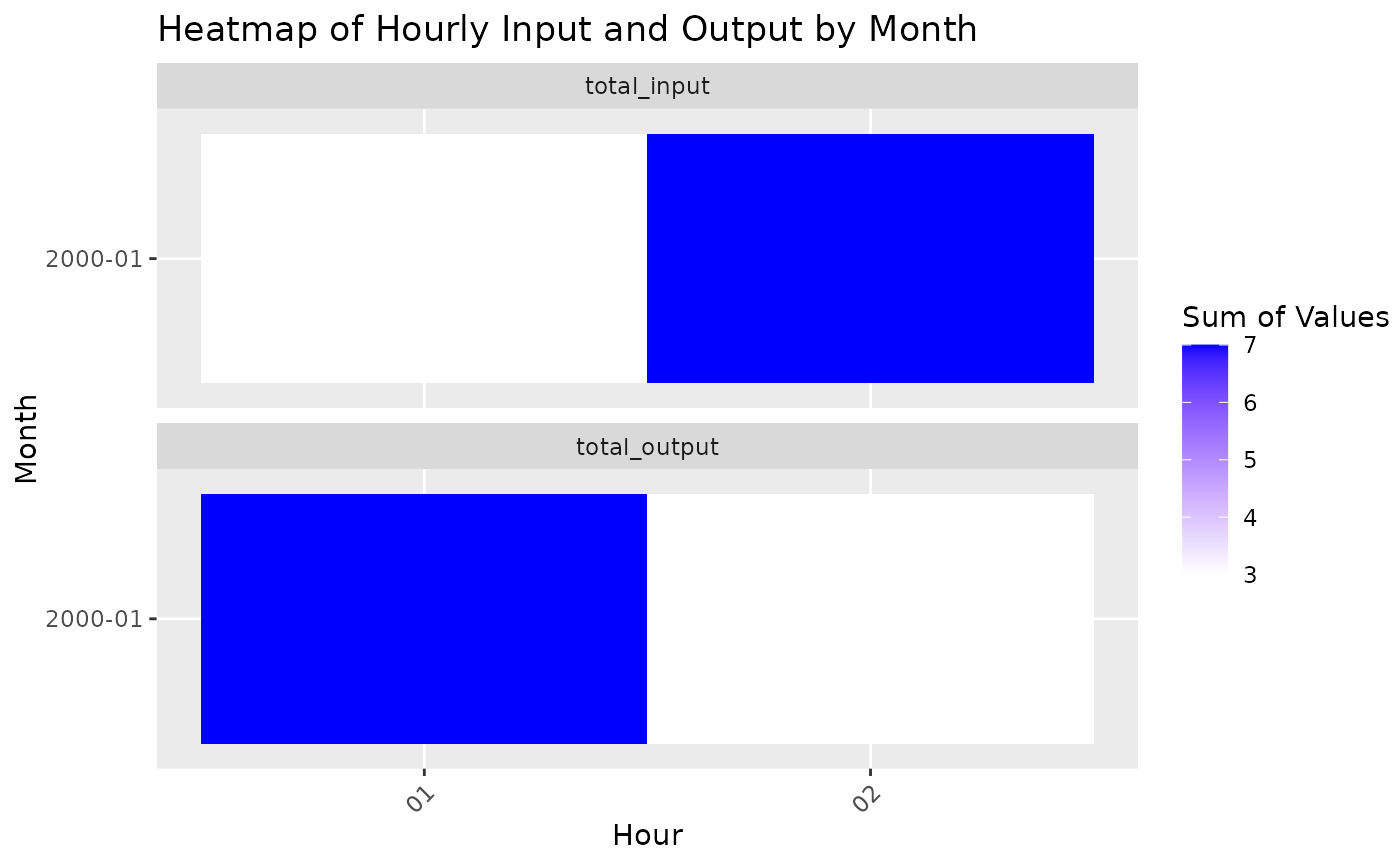 Heatmap of Hourly Input and Output by Month
total_input
2000-01
total_output
2000-01
01
02
Hour
Month
Sum of Values
7
6
5
4
3